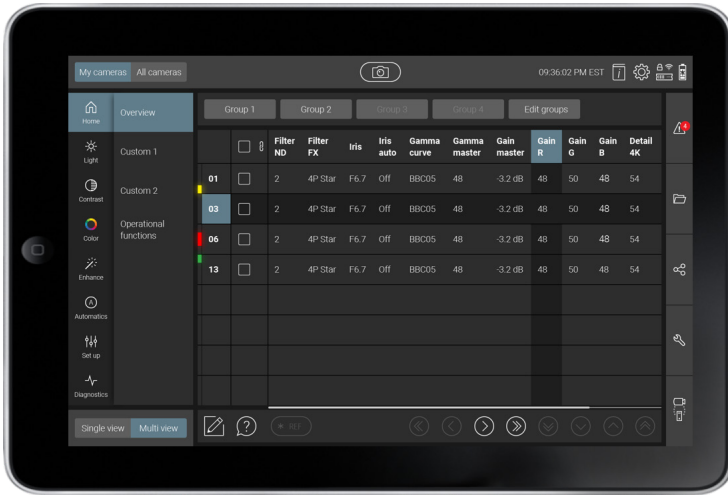 My cameras All cameras 09:36:02 PM EST i
Home
Light
Contrast
Color
Enhance
Automatics
Set up
Diagnostics
Overview
Custom 1
Custom 2
Operational
functions
Group 1 Group 2 Group 3 Group 4 Edit groups
4
Filter Filter Iris Iris Gamma Gamma Gain Gain Gain Gain Detail
ND FX auto curve master master R G B 4K
01 2 4P Star F6.7 Off BBC05 48 -3.2 dB 48 50 48 54
03 2 4P Star F6.7 Off BBC05 48 -3.2 dB 48 50 48 54
06 2 4P Star F6.7 Off BBC05 48 -3.2 dB 48 50 48 54
13 2 4P Star F6.7 Off BBC05 48 -3.2 dB 48 50 48 54
Single view Multi view ? REF